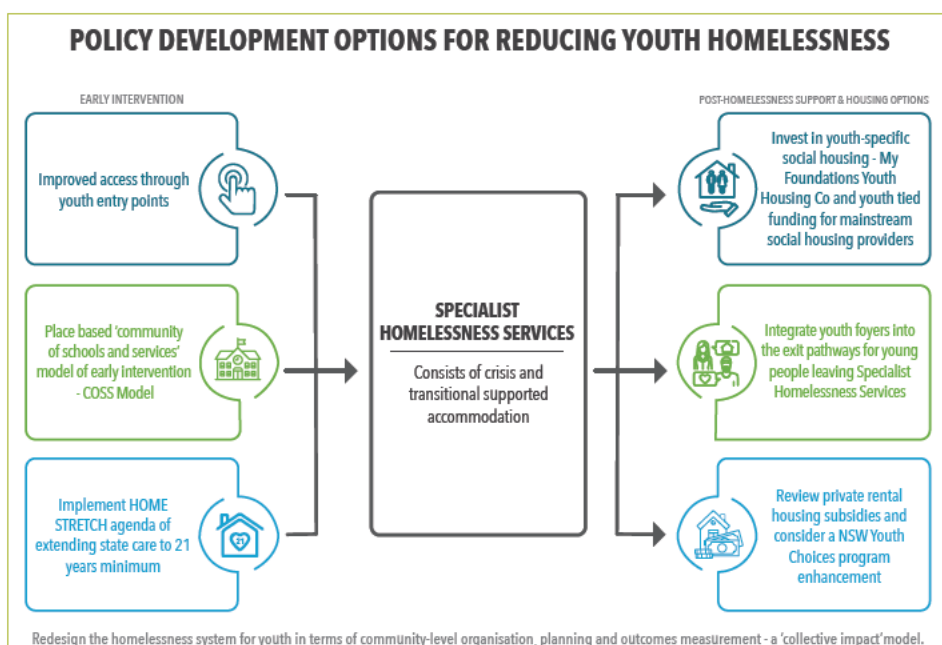 POLICY DEVELOPMENT OPTIONS FOR REDUCING YOUTH HOMELESSNESS
EARLY INTERVENTION
Improved access through
youth entry points
Place based 'community
of schools and services'
model of early intervention
- COSS Model
Implement HOME
STRETCH agenda of
extending state care to 21
years minimum
21
SPECIALIST
HOMELESSNESS SERVICES
Consists of crisis and
transitional supported
accommodation
POST-HOMELESSNESS SUPPORT & HOUSING OPTIONS
Invest in youth-specific
social housing - My
Foundations Youth
Housing Co and youth tied
funding for mainstream
social housing providers
Integrate youth foyers into
the exit pathways for young
people leaving Specialist
Homelessness Services
Review private rental
housing subsidies and
consider a NSW Youth
Choices program
enhancement
Redesign the homelessness system for youth in terms of community-level organisation, planning and outcomes measurement - a 'collective impact' model.